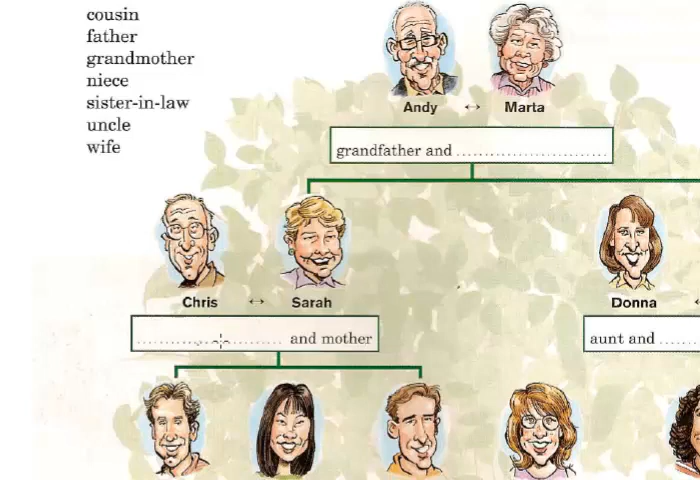 cousin
father
grandmother
niece
sister-in-law
uncle
wife
Andy ↔ Marta
grandfather and ........................................
Chris ↔ Sarah
Donna
........................................ and mother
aunt and ..........